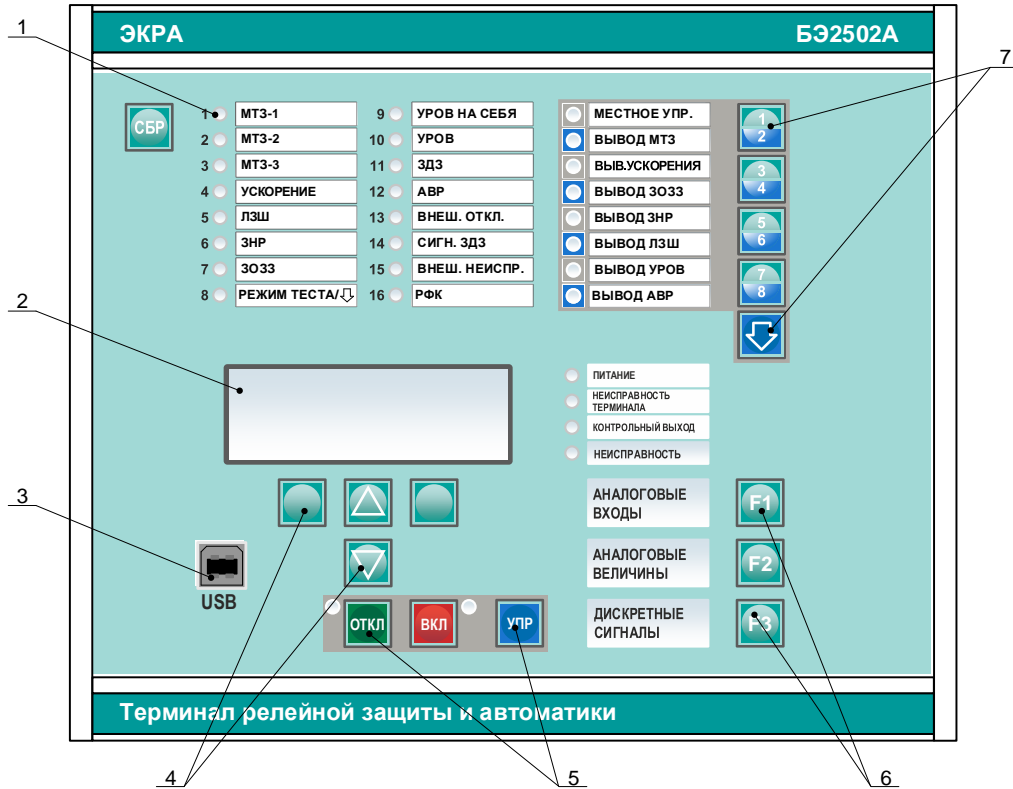 1
ЭКРА
БЭ2502А
7
СБР
1 МТЗ-1
2 МТЗ-2
3 МТЗ-3
4 УСКОРЕНИЕ
5 ЛЗШ
6 ЗНР
7 ЗОЗЗ
8 РЕЖИМ ТЕСТА/
9 УРОВ НА СЕБЯ
10 УРОВ
11 ЗДЗ
12 АВР
13 ВНЕШ. ОТКЛ.
14 СИГН. ЗДЗ
15 ВНЕШ. НЕИСПР.
16 РФК
МЕСТНОЕ УПР.
ВЫВОД МТЗ
ВЫВ.УСКОРЕНИЯ
ВЫВОД ЗОЗЗ
ВЫВОД ЗНР
ВЫВОД ЛЗШ
ВЫВОД УРОВ
ВЫВОД АВР
1
2
3
4
5
6
7
8
2
ПИТАНИЕ
НЕИСПРАВНОСТЬ
ТЕРМИНАЛА
КОНТРОЛЬНЫЙ ВЫХОД
НЕИСПРАВНОСТЬ
3
USB
АНАЛОГОВЫЕ
ВХОДЫ
F1
АНАЛОГОВЫЕ
ВЕЛИЧИНЫ
F2
ДИСКРЕТНЫЕ
СИГНАЛЫ
F3
ОТКЛ
ВКЛ
УПР
Терминал релейной защиты и автоматики
4
5
6